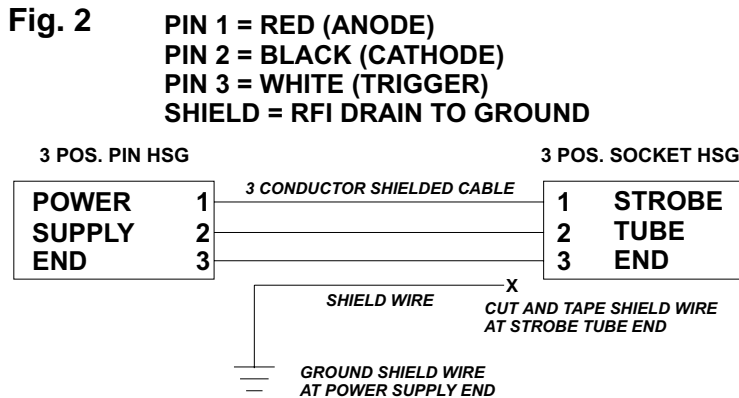 Fig. 2
PIN 1 = RED (ANODE)
PIN 2 = BLACK (CATHODE)
PIN 3 = WHITE (TRIGGER)
SHIELD = RFI DRAIN TO GROUND
3 POS. PIN HSG
3 POS. SOCKET HSG
3 CONDUCTOR SHIELDED CABLE
POWER 1
SUPPLY 2
END 3
1 STROBE
2 TUBE
3 END
X
SHIELD WIRE
CUT AND TAPE SHIELD WIRE
AT STROBE TUBE END
GROUND SHIELD WIRE
AT POWER SUPPLY END